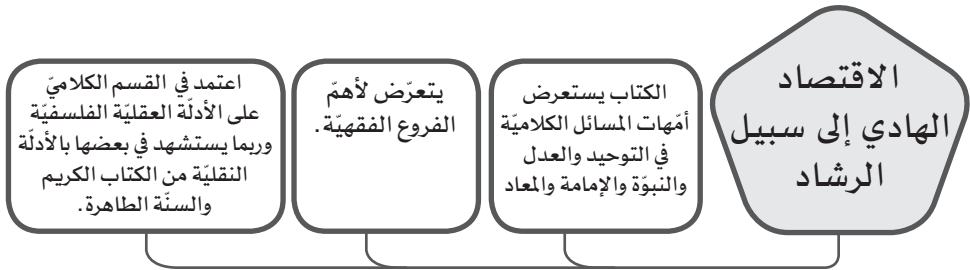 الاقتصاد
الهادي إلى سبيل
الرشاد
الكتاب يستعرض
أمّهات المسائل الكلاميّة
في التوحيد والعدل
والنبوّة والإمامة والمعاد
يتعرّض لأهمّ
الفروع الفقهيّة.
اعتمد في القسم الكلاميّ
على الأدلّة العقليّة الفلسفيّة
وربما يستشهد في بعضها بالأدلّة
النقليّة من الكتاب الكريم
والسنّة الطاهرة.